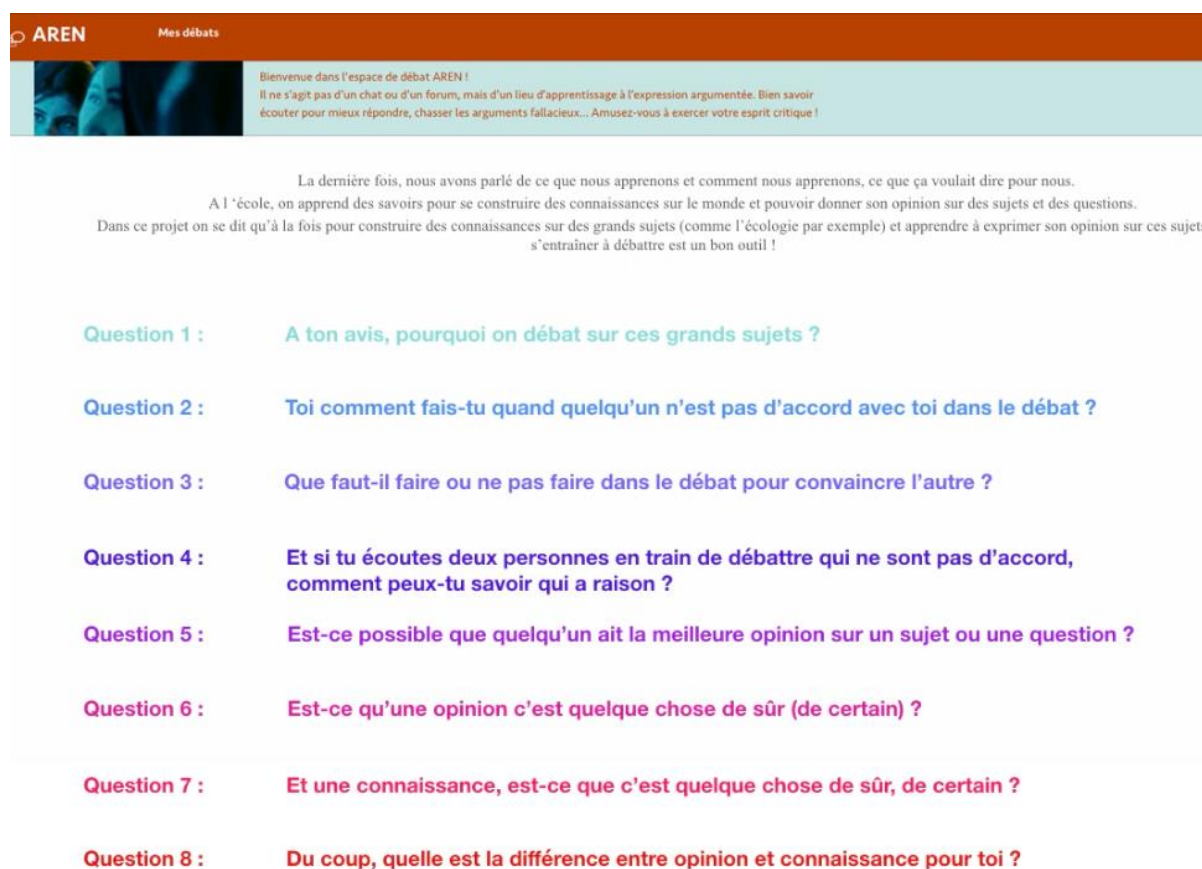 AREN Mes débats
Bienvenue dans l'espace de débat AREN !
Il ne s'agit pas d'un chat ou d'un forum, mais d'un lieu d'apprentissage à l'expression argumentée. Bien savoir
écouter pour mieux répondre, chasser les arguments fallacieux... Amusez-vous à exercer votre esprit critique !
La dernière fois, nous avons parlé de ce que nous apprenons et comment nous apprenons, ce que ça voulait dire pour nous.
A l 'école, on apprend des savoirs pour se construire des connaissances sur le monde et pouvoir donner son opinion sur des sujets et des questions.
Dans ce projet on se dit qu'à la fois pour construire des connaissances sur des grands sujets (comme l'écologie par exemple) et apprendre à exprimer son opinion sur ces sujets
s'entraîner à débattre est un bon outil !
Question 1 : A ton avis, pourquoi on débat sur ces grands sujets ?
Question 2 : Toi comment fais-tu quand quelqu'un n'est pas d'accord avec toi dans le débat ?
Question 3 : Que faut-il faire ou ne pas faire dans le débat pour convaincre l'autre ?
Question 4 : Et si tu écoutes deux personnes en train de débattre qui ne sont pas d'accord,
comment peux-tu savoir qui a raison ?
Question 5 : Est-ce possible que quelqu'un ait la meilleure opinion sur un sujet ou une question ?
Question 6 : Est-ce qu'une opinion c'est quelque chose de sûr (de certain) ?
Question 7 : Et une connaissance, est-ce que c'est quelque chose de sûr, de certain ?
Question 8 : Du coup, quelle est la différence entre opinion et connaissance pour toi ?